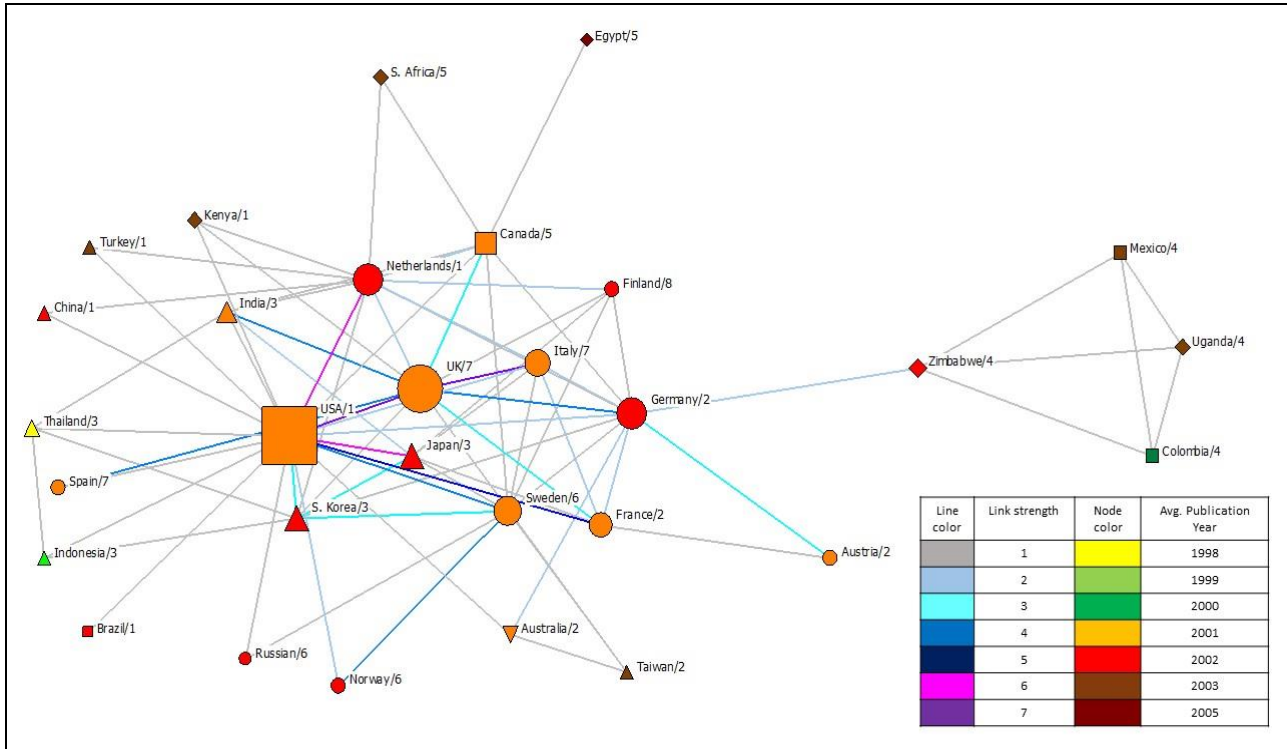 Egypt/5
S. Africa/5
Kenya/1
Canada/5
Turkey/1
Mexico/4
Netherlands/1
Finland/8
China/1
India/3
Uganda/4
Italy/7
Zimbabwe/4
UK/7
Germany/2
USA/1
Thailand/3
Japan/3
Colombia/4
Spain/7
Sweden/6
S. Korea/3
France/2
Indonesia/3
Austria/2
Brazil/1
Australia/2
Russian/6
Taiwan/2
Norway/6
Line color Link strength Node color Avg. Publication Year
1 1998
2 1999
3 2000
4 2001
5 2002
6 2003
7 2005